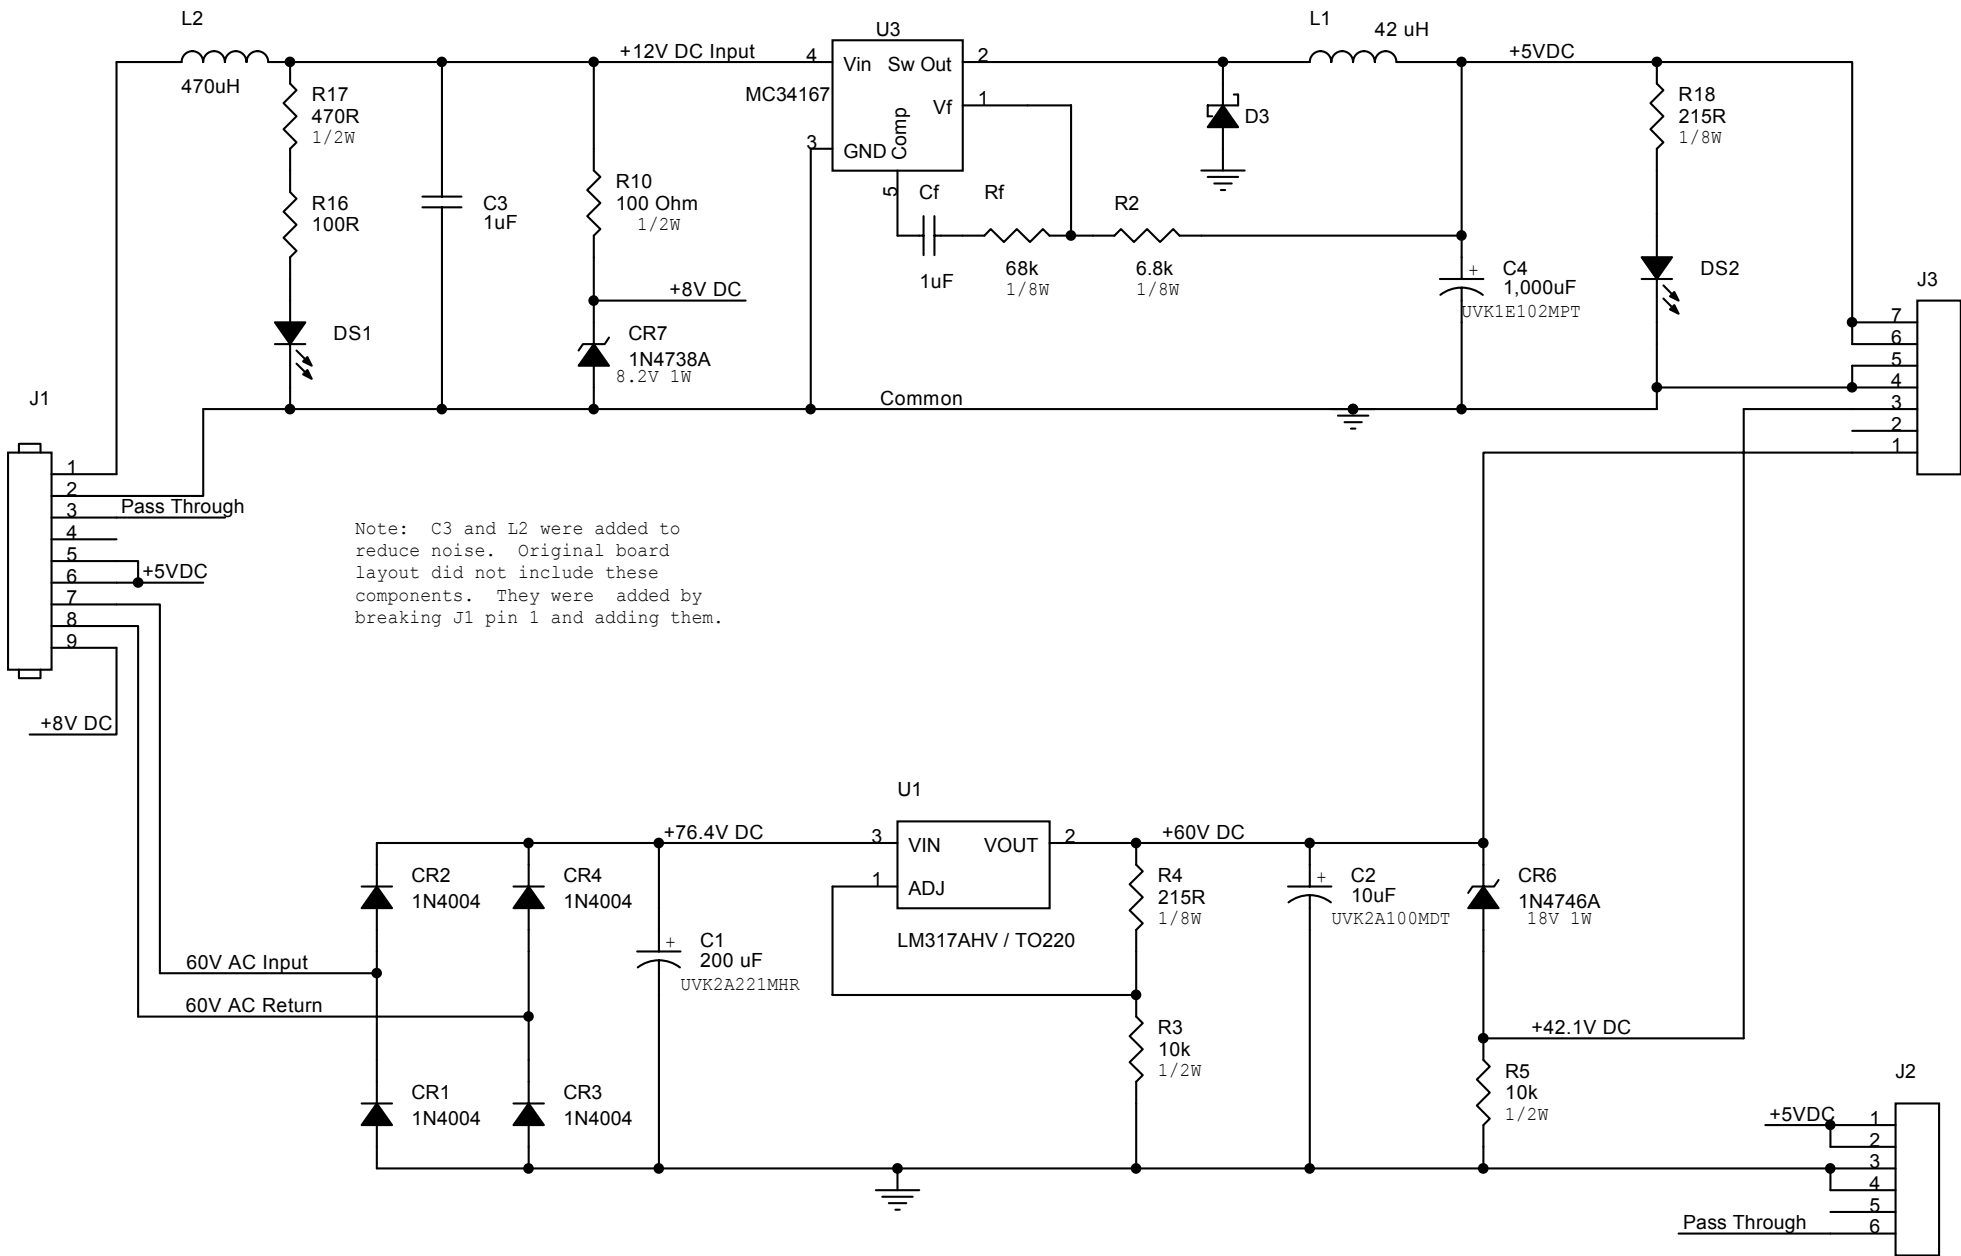 L2
470uH
R17
470R
1/2W
R16
100R
DS1
C3
1uF
+12V DC Input
R10
100 Ohm
1/2W
+8V DC
CR7
1N4738A
8.2V 1W
U3
MC34167
4
Vin
Sw Out
2
Vf
1
3
GND
Comp
5
Cf
1uF
Rf
68k
1/8W
R2
6.8k
1/8W
D3
L1
42 uH
+5VDC
C4
1,000uF
UVK1E102MPT
R18
215R
1/8W
DS2
Common
J3
7
6
5
4
3
2
1
J1
1
2
3
Pass Through
4
5
6
+5VDC
7
8
9
+8V DC
Note: C3 and L2 were added to
reduce noise. Original board
layout did not include these
components. They were added by
breaking J1 pin 1 and adding them.
60V AC Input
60V AC Return
CR2
1N4004
CR4
1N4004
CR1
1N4004
CR3
1N4004
+76.4V DC
C1
200 uF
UVK2A221MHR
U1
3
VIN
VOUT
2
1
ADJ
LM317AHV / TO220
+60V DC
R4
215R
1/8W
R3
10k
1/2W
C2
10uF
UVK2A100MDT
CR6
1N4746A
18V 1W
+42.1V DC
R5
10k
1/2W
J2
+5VDC
1
2
3
4
5
6
Pass Through